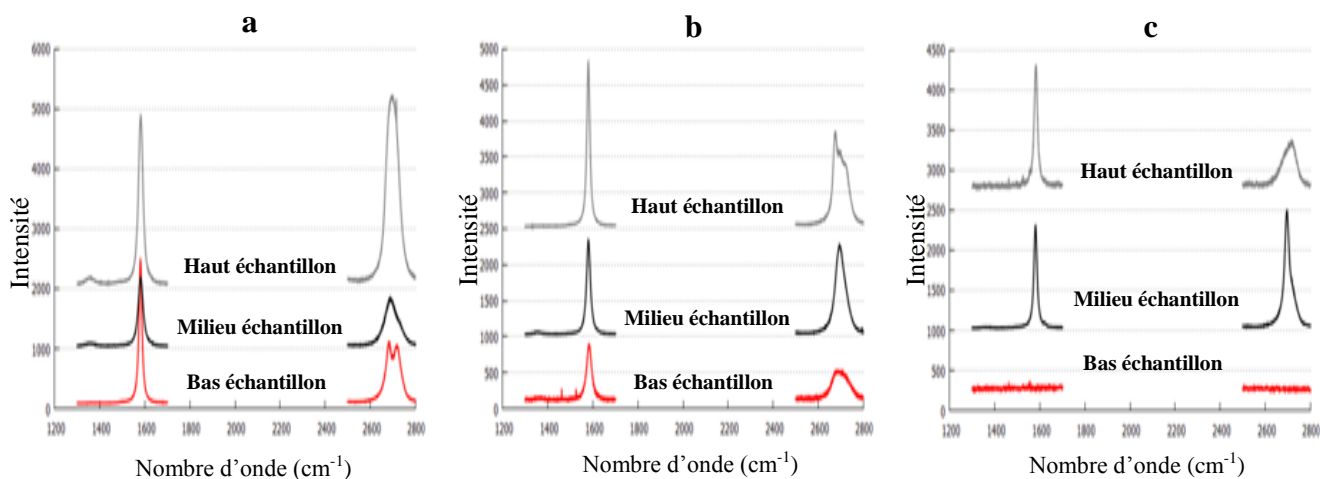 a
6000
5000
4000
3000
2000
1000
0
1200 1400 1600 1800 2000 2200 2400 2600 2800
Intensité
Haut échantillon
Milieu échantillon
Bas échantillon
Nombre d’onde (cm-1)
b
5000
4500
4000
3500
3000
2500
2000
1500
1000
500
0
1200 1400 1600 1800 2000 2200 2400 2600 2800
Intensité
Haut échantillon
Milieu échantillon
Bas échantillon
Nombre d’onde (cm-1)
c
4500
4000
3500
3000
2500
2000
1500
1000
500
0
1200 1400 1600 1800 2000 2200 2400 2600 2800
Intensité
Haut échantillon
Milieu échantillon
Bas échantillon
Nombre d’onde (cm-1)